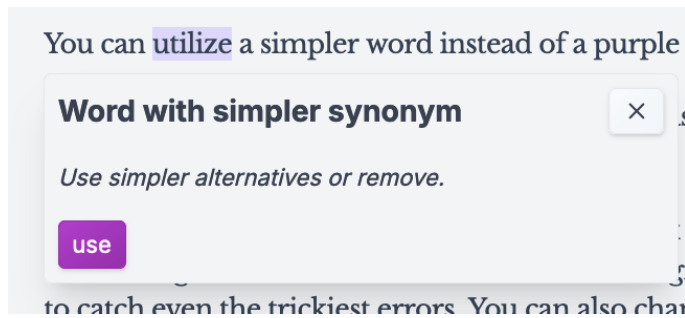 You can utilize a simpler word instead of a purple
Word with simpler synonym
Use simpler alternatives or remove.
use
to catch even the trickiest errors. You can also